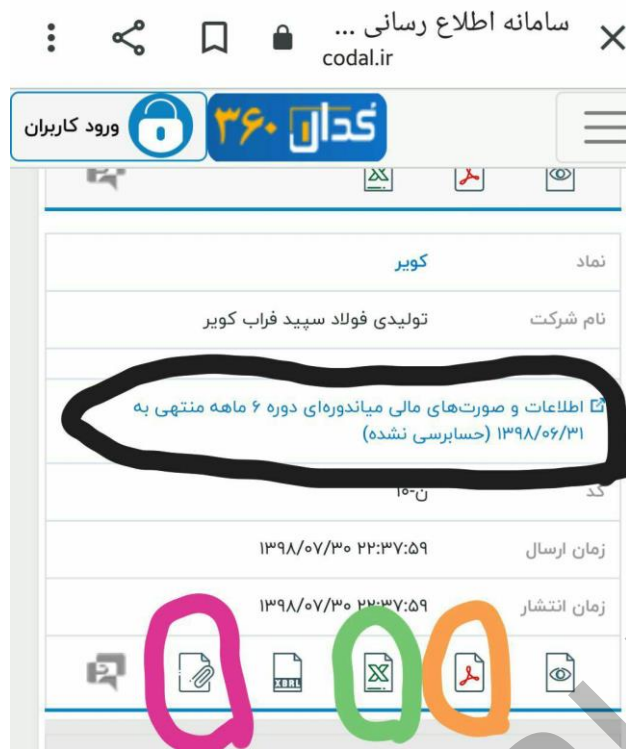 سامانه اطلاع رسانی ...
codal.ir
کدال ۳۶۰
ورود کاربران
نماد
کویر
نام شرکت
تولیدی فولاد سپید فراب کویر
اطلاعات و صورت‌های مالی میاندوره‌ای دوره ۶ ماهه منتهی به
۱۳۹۸/۰۶/۳۱ (حسابرسی نشده)
کد
ن-۱۰
زمان ارسال
۱۳۹۸/۰۷/۳۰ ۲۲:۳۷:۵۹
زمان انتشار
۱۳۹۸/۰۷/۳۰ ۲۲:۳۷:۵۹
XBRL